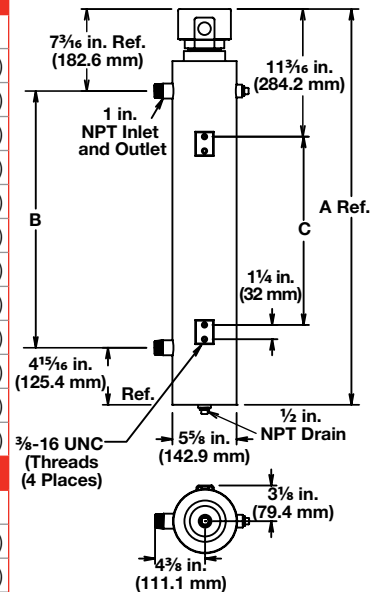 7³⁄₁₆ in. Ref.
(182.6 mm)
11³⁄₁₆ in.
(284.2 mm)
1 in.
NPT Inlet
and Outlet
A Ref.
B
C
1¼ in.
(32 mm)
4¹⁵⁄₁₆ in.
(125.4 mm)
Ref.
⅜-16 UNC
(Threads
(4 Places)
5⅝ in.
(142.9 mm)
½ in.
NPT Drain
3⅛ in.
(79.4 mm)
4⅜ in.
(111.1 mm)